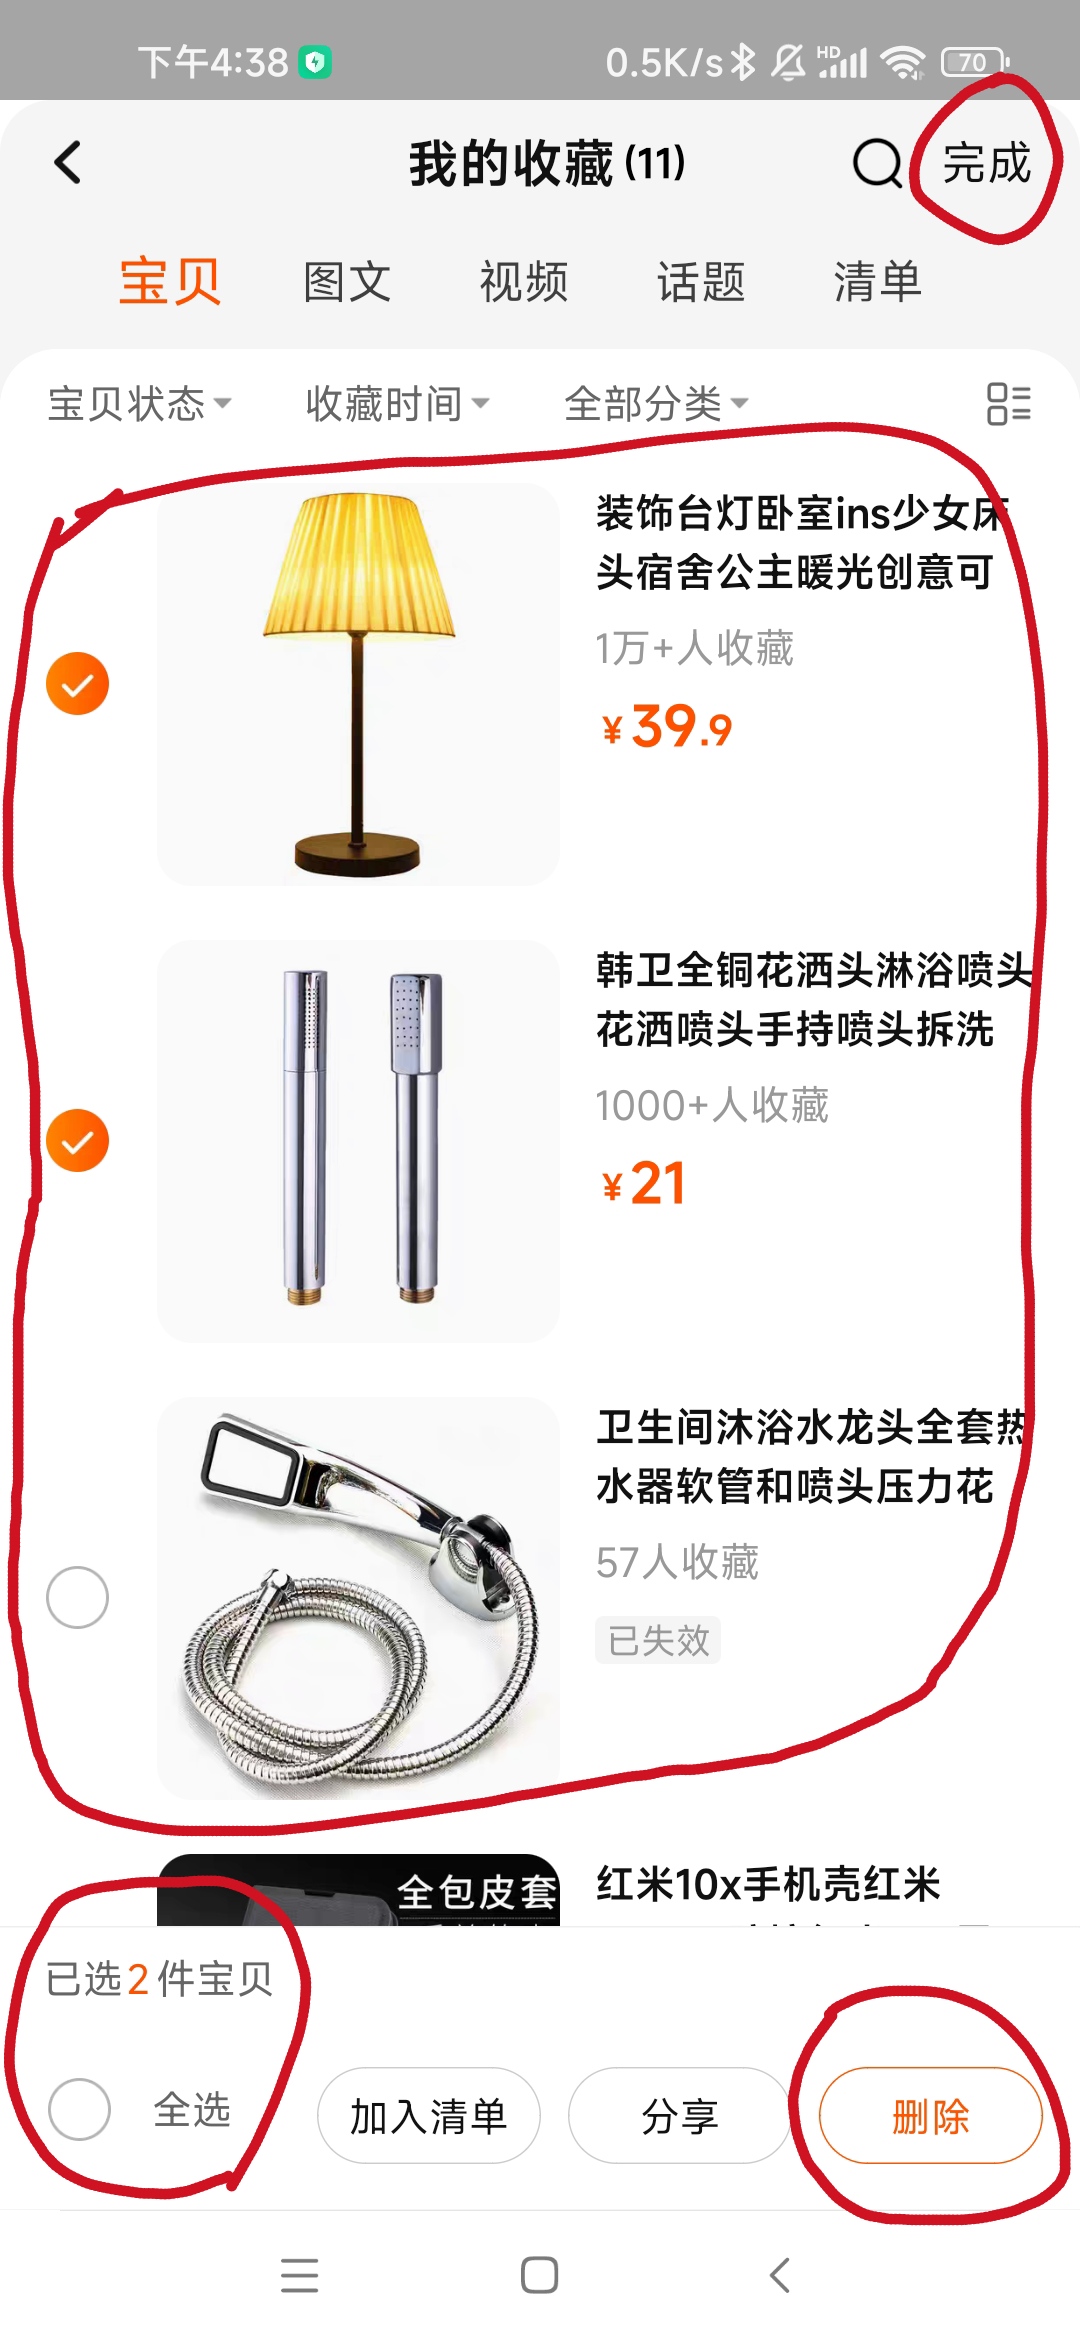 下午4:38
0.5K/s
HD
70
我的收藏(11)
完成
宝贝
图文
视频
话题
清单
宝贝状态
收藏时间
全部分类
装饰台灯卧室ins少女床
头宿舍公主暖光创意可
1万+人收藏
¥39.9
韩卫全铜花洒头淋浴喷头
花洒喷头手持喷头拆洗
1000+人收藏
¥21
卫生间沐浴水龙头全套热
水器软管和喷头压力花
57人收藏
已失效
全包皮套
红米10x手机壳红米
已选2件宝贝
全选
加入清单
分享
删除